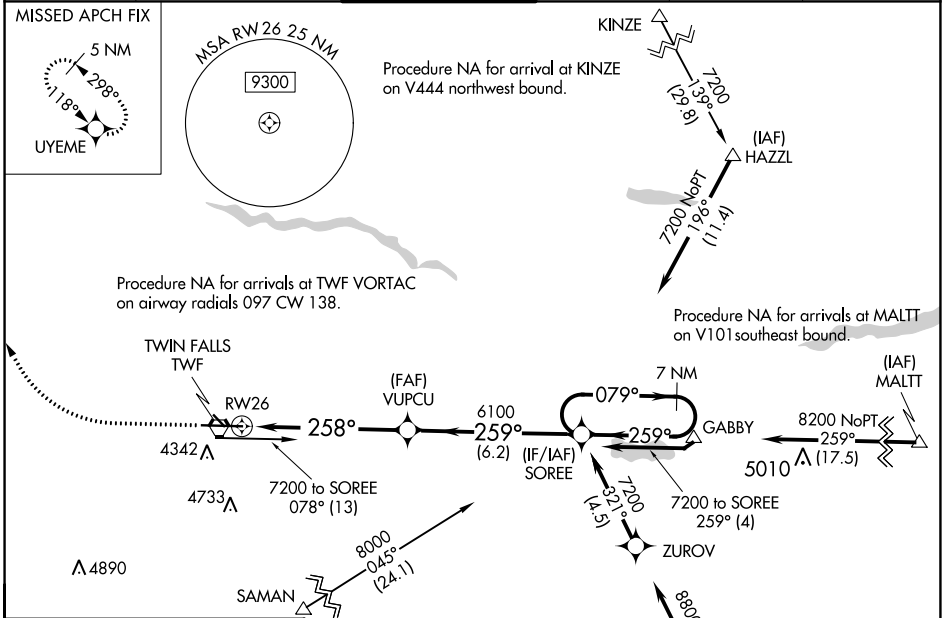 MISSED APCH FIX
5 NM
298°
118°
UYEME
MSA RW26 25 NM
9300
Procedure NA for arrival at KINZE
on V444 northwest bound.
KINZE
7200
139°
(29.8)
(IAF)
HAZZL
7200 NoPT
196°
(11.4)
Procedure NA for arrivals at TWF VORTAC
on airway radials 097 CW 138.
Procedure NA for arrivals at MALTT
on V101southeast bound.
TWIN FALLS
TWF
RW26
258°
(FAF)
VUPCU
6100
259°
(6.2)
(IF/IAF)
SOREE
079°
7 NM
259°
GABBY
(IAF)
MALTT
8200 NoPT
259°
(17.5)
5010
4342
7200 to SOREE
078° (13)
7200 to SOREE
259° (4)
4733
7200
321°
(4.5)
ZUROV
4890
8000
045°
(24.1)
SAMAN
8800